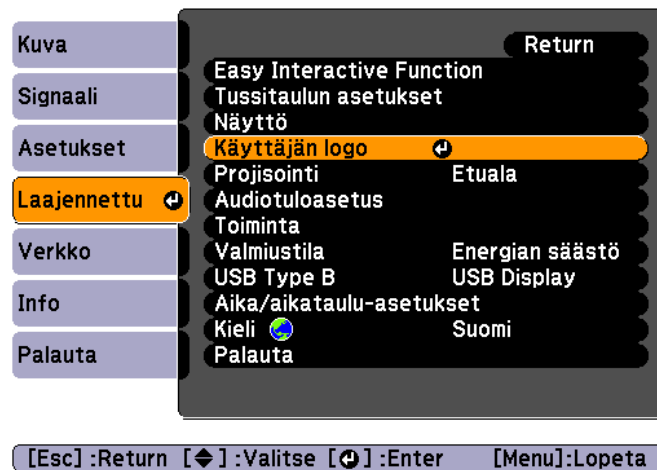 Kuva
Signaali
Asetukset
Laajennettu
Verkko
Info
Palauta
Return
Easy Interactive Function
Tussitaulun asetukset
Näyttö
Käyttäjän logo
Projisointi Etuala
Audiotuloasetus
Toiminta
Valmiustila Energian säästö
USB Type B USB Display
Aika/aikataulu-asetukset
Kieli Suomi
Palauta
[Esc] :Return [◆] :Valitse [⏎] :Enter [Menu]:Lopeta